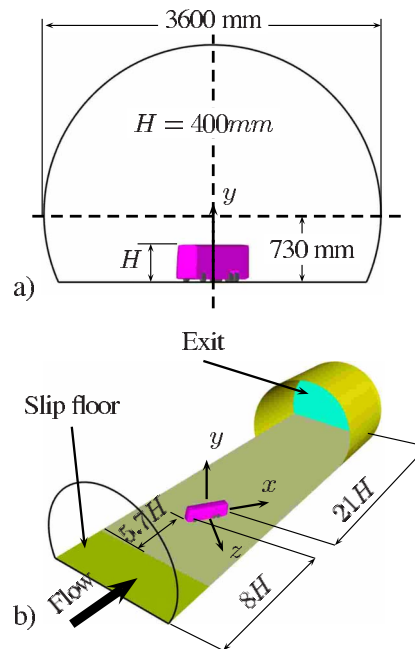 3600 mm
H = 400mm
y
H
730 mm
a)
Exit
Slip floor
y
x
5.7H
z
21H
8H
Flow
b)